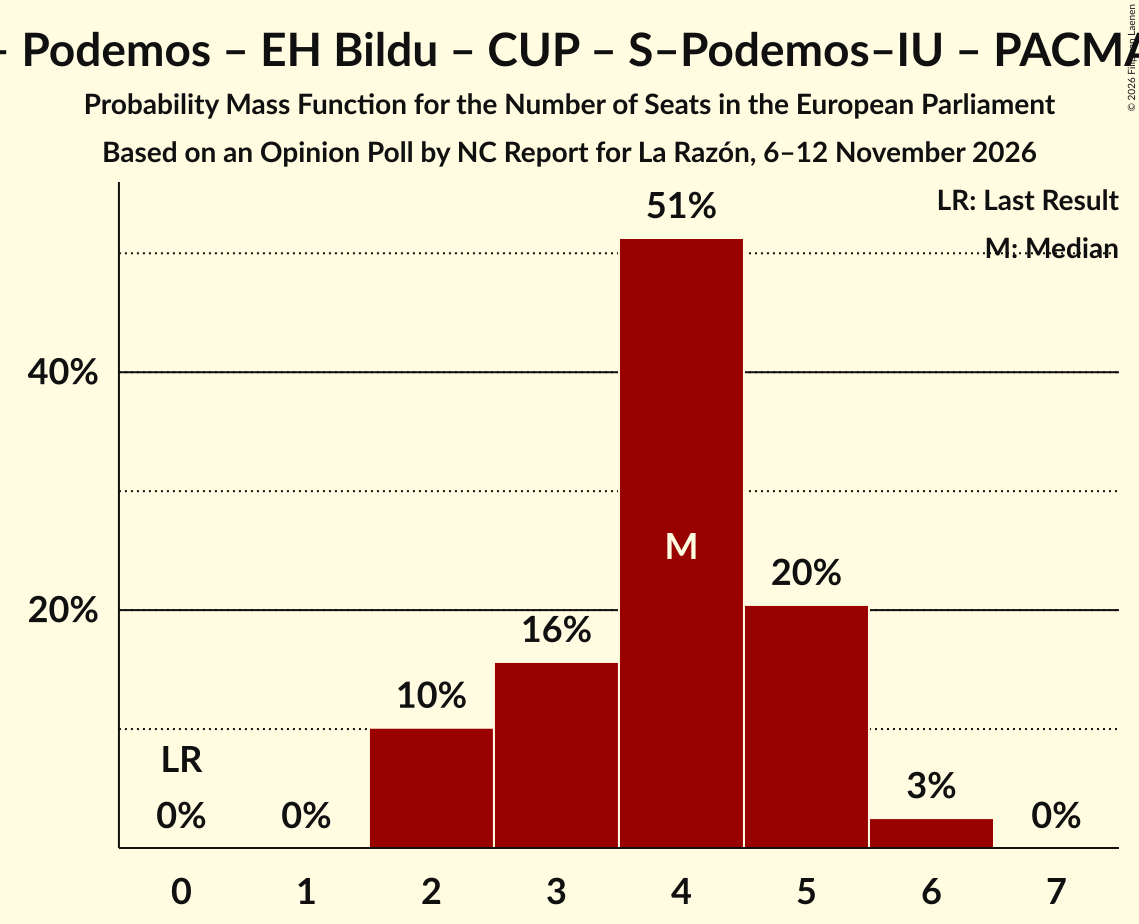 – Podemos – EH Bildu – CUP – S–Podemos–IU – PACMA
Probability Mass Function for the Number of Seats in the European Parliament
Based on an Opinion Poll by NC Report for La Razón, 6–12 November 2026
LR: Last Result
M: Median
51%
40%
M
20%
20%
16%
10%
LR
3%
0%
0%
0%
0 1 2 3 4 5 6 7